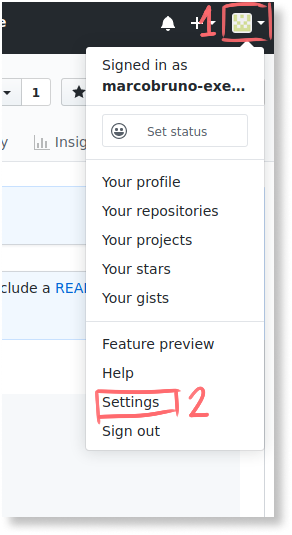 1
Signed in as
marcobruno-exe...
1
Set status
y
Insig
Your profile
Your repositories
Your projects
Your stars
Your gists
clude a READ
Feature preview
Help
Settings 2
Sign out